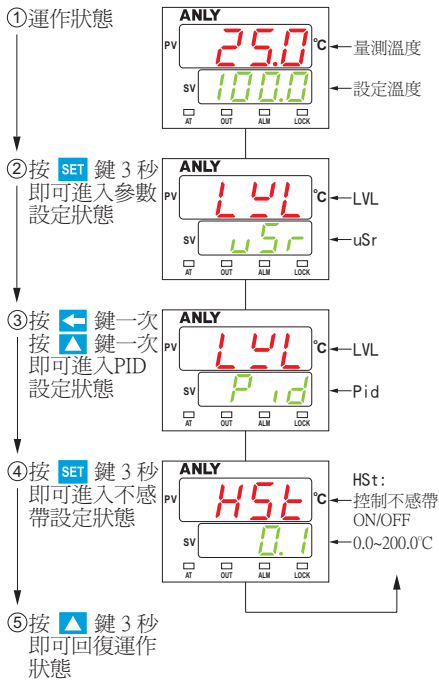 ①運作狀態
ANLY
PV 25.0 °C 量測溫度
SV 100.0 設定溫度
AT OUT ALM LOCK
②按 SET 鍵 3 秒
即可進入參數
設定狀態
ANLY
PV LVL °C LVL
SV uSr uSr
AT OUT ALM LOCK
③按 鍵一次
按 鍵一次
即可進入PID
設定狀態
ANLY
PV LVL °C LVL
SV Pid Pid
AT OUT ALM LOCK
④按 SET 鍵 3 秒
即可進入不感
帶設定狀態
ANLY
PV HSt °C
SV 0.1
AT OUT ALM LOCK
HSt:
控制不感帶
ON/OFF
0.0~200.0°C
⑤按 鍵 3 秒
即可回復運作
狀態